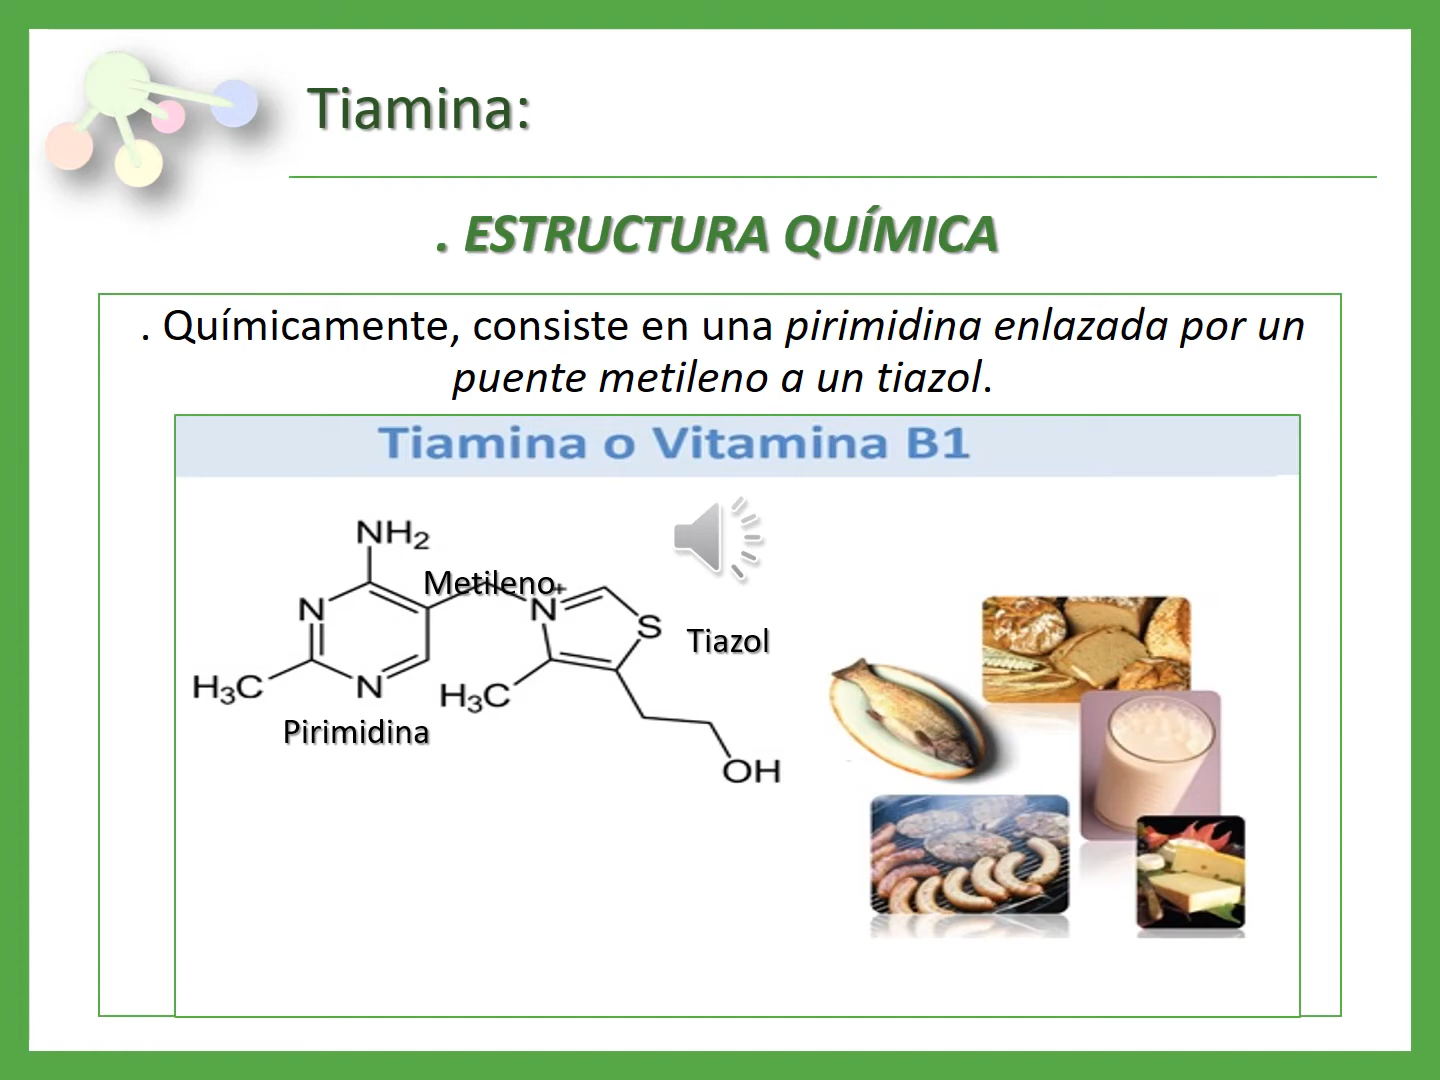 Tiamina:
. ESTRUCTURA QUÍMICA
. Químicamente, consiste en una pirimidina enlazada por un
puente metileno a un tiazol.
Tiamina o Vitamina B1
NH2
Metileno
+
N
N
S
Tiazol
H3C
N
H3C
Pirimidina
OH